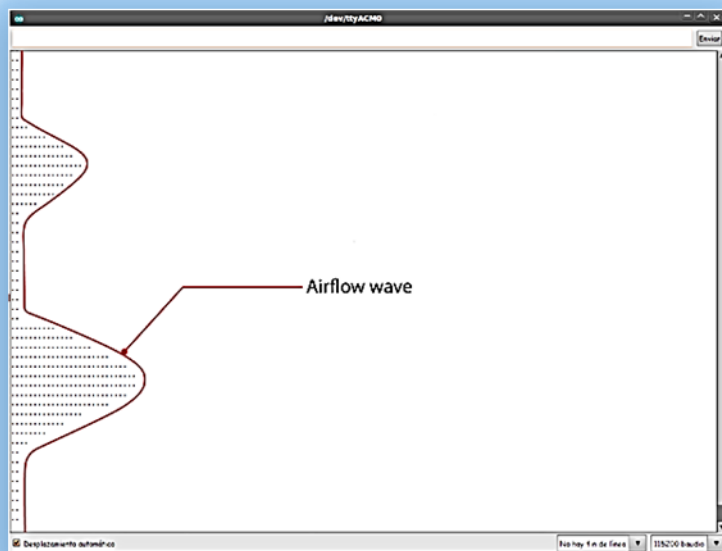 /dev/ttyACM0
Enviar
Airflow wave
Desplazamiento automático
No hay fin de línea
115200 baudio